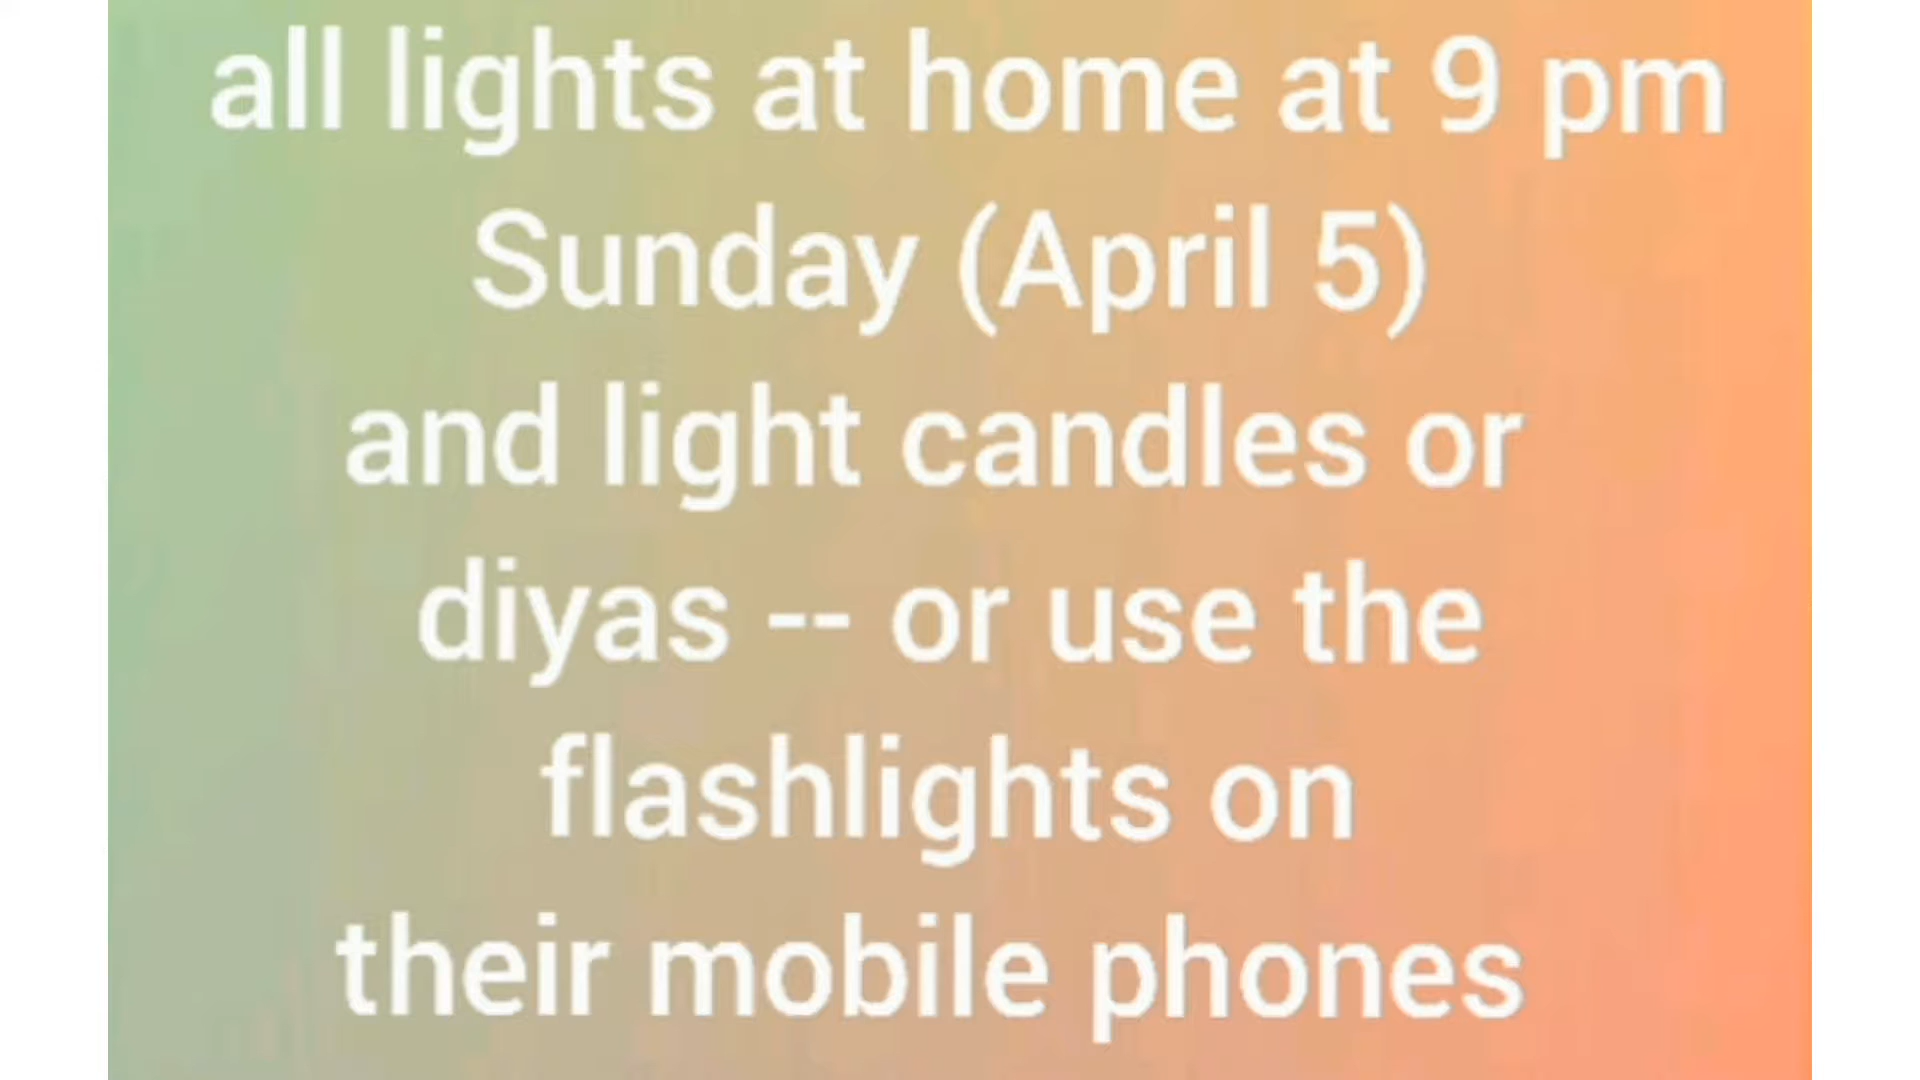 all lights at home at 9 pm
Sunday (April 5)
and light candles or
diyas -- or use the
flashlights on
their mobile phones